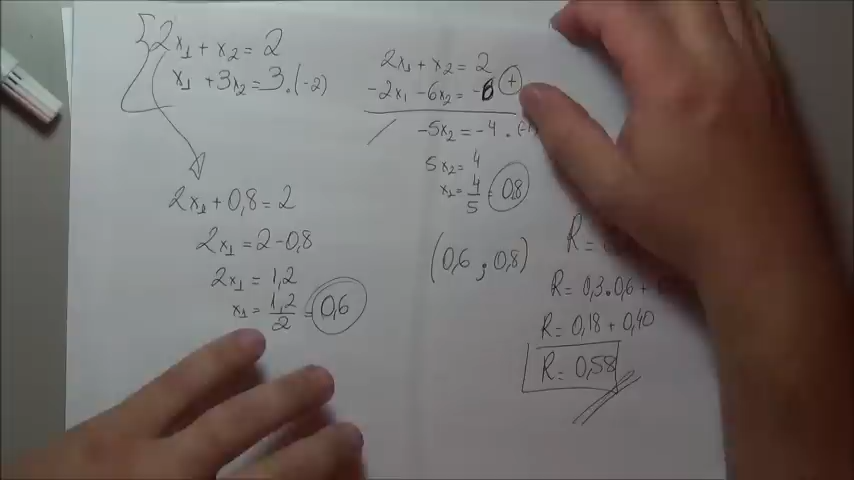 2x₁ + x₂ = 2
x₁ + 3x₂ = 3 . (-2)
2x₁ + x₂ = 2
-2x₁ - 6x₂ = -6 (+)
-5x₂ = -4 . (-1
5x₂ = 4
x₂ = 4/5 = 0,8
2x₁ + 0,8 = 2
2x₁ = 2 - 0,8
2x₁ = 1,2
x₁ = 1,2/2 = 0,6
(0,6 ; 0,8)
R =
R = 0,3 . 0,6 +
R = 0,18 + 0,40
R = 0,58